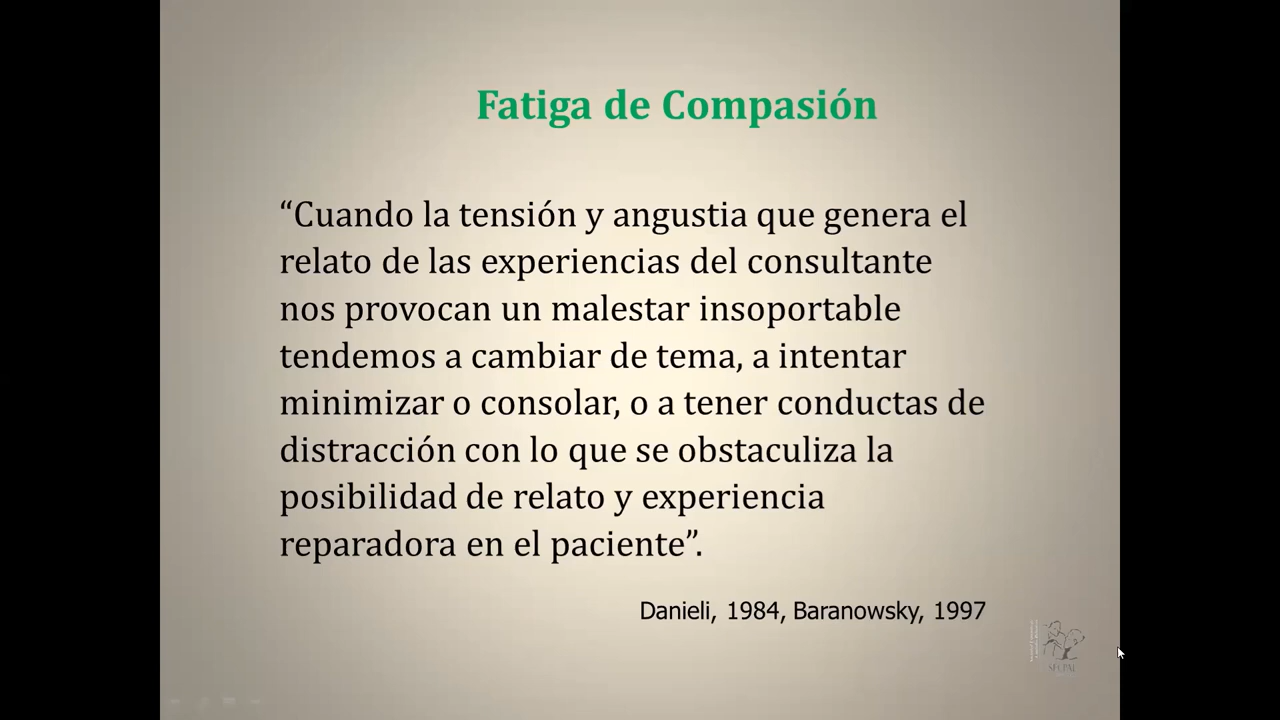 Fatiga de Compasión
“Cuando la tensión y angustia que genera el
relato de las experiencias del consultante
nos provocan un malestar insoportable
tendemos a cambiar de tema, a intentar
minimizar o consolar, o a tener conductas de
distracción con lo que se obstaculiza la
posibilidad de relato y experiencia
reparadora en el paciente”.
Danieli, 1984, Baranowsky, 1997
SECPAL